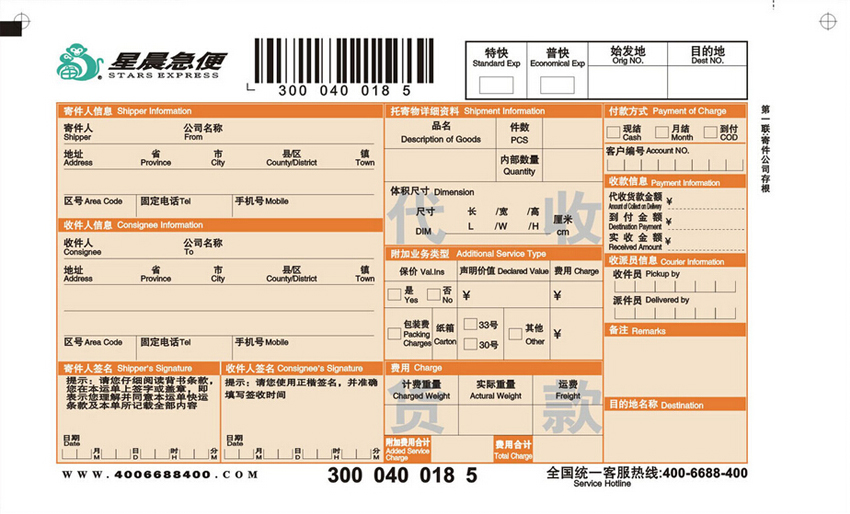 星晨急便
STARS EXPRESS
300 040 018 5
特快 普快 始发地 目的地
Standard Exp Economical Exp Orig NO. Dest NO.
寄件人信息 Shipper Information
寄件人 公司名称
Shipper From
地址 省 市 县/区 镇
Address Province City County/District Town
区号 Area Code 固定电话 Tel 手机号 Mobile
收件人信息 Consignee Information
收件人 公司名称
Consignee To
地址 省 市 县/区 镇
Address Province City County/District Town
区号 Area Code 固定电话 Tel 手机号 Mobile
寄件人签名 Shipper's Signature
提示：请您仔细阅读背书条款，
您在本运单上签字或盖章，即
表示您理解并同意本运单快运
条款及本单所记载全部内容
日期
Date
月 日 时 分
M D H M
收件人签名 Consignee's Signature
提示：请您使用正楷签名，并准确
填写签收时间
日期
Date
月 日 时 分
M D H M
托寄物详细资料 Shipment Information
品名 件数
Description of Goods PCS
内部数量
Quantity
体积尺寸 Dimension
代收
尺寸 长 /宽 /高 厘米
DIM L /W /H cm
附加业务类型 Additional Service Type
保价 Val.Ins 声明价值 Declared Value 费用 Charge
是 否 ¥ ¥
Yes No
包装费 纸箱 33号 其他 ¥
Packing Charges Carton 30号 Other
费用 Charge
计费重量 实际重量 运费
Charged Weight Actural Weight Freight
货款
附加费用合计 费用合计
Added Service Charge Total Charge
付款方式 Payment of Charge
现结 月结 到付
Cash Month COD
客户编号 Account NO.
收款信息 Payment Information
代收货款金额 ¥
Amount of Collect on Delivery
到付金额 ¥
Destination Payment
实收金额 ¥
Received Amount
收派员信息 Courier Information
收件员 Pickup by
派件员 Delivered by
备注 Remarks
目的地名称 Destination
第一联:寄件公司存根
WWW.4006688400.COM
300 040 018 5
全国统一客服热线:400-6688-400
Service Hotline